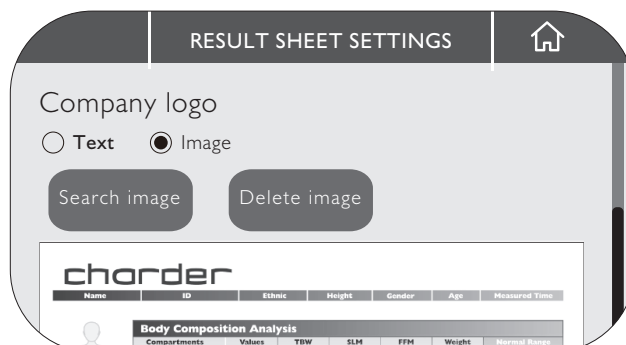 RESULT SHEET SETTINGS
Company logo
Text Image
Search image Delete image
charder
Name ID Ethnic Height Gender Age Measured Time
Body Composition Analysis
Compartments Values TBW SLM FFM Weight Normal Range